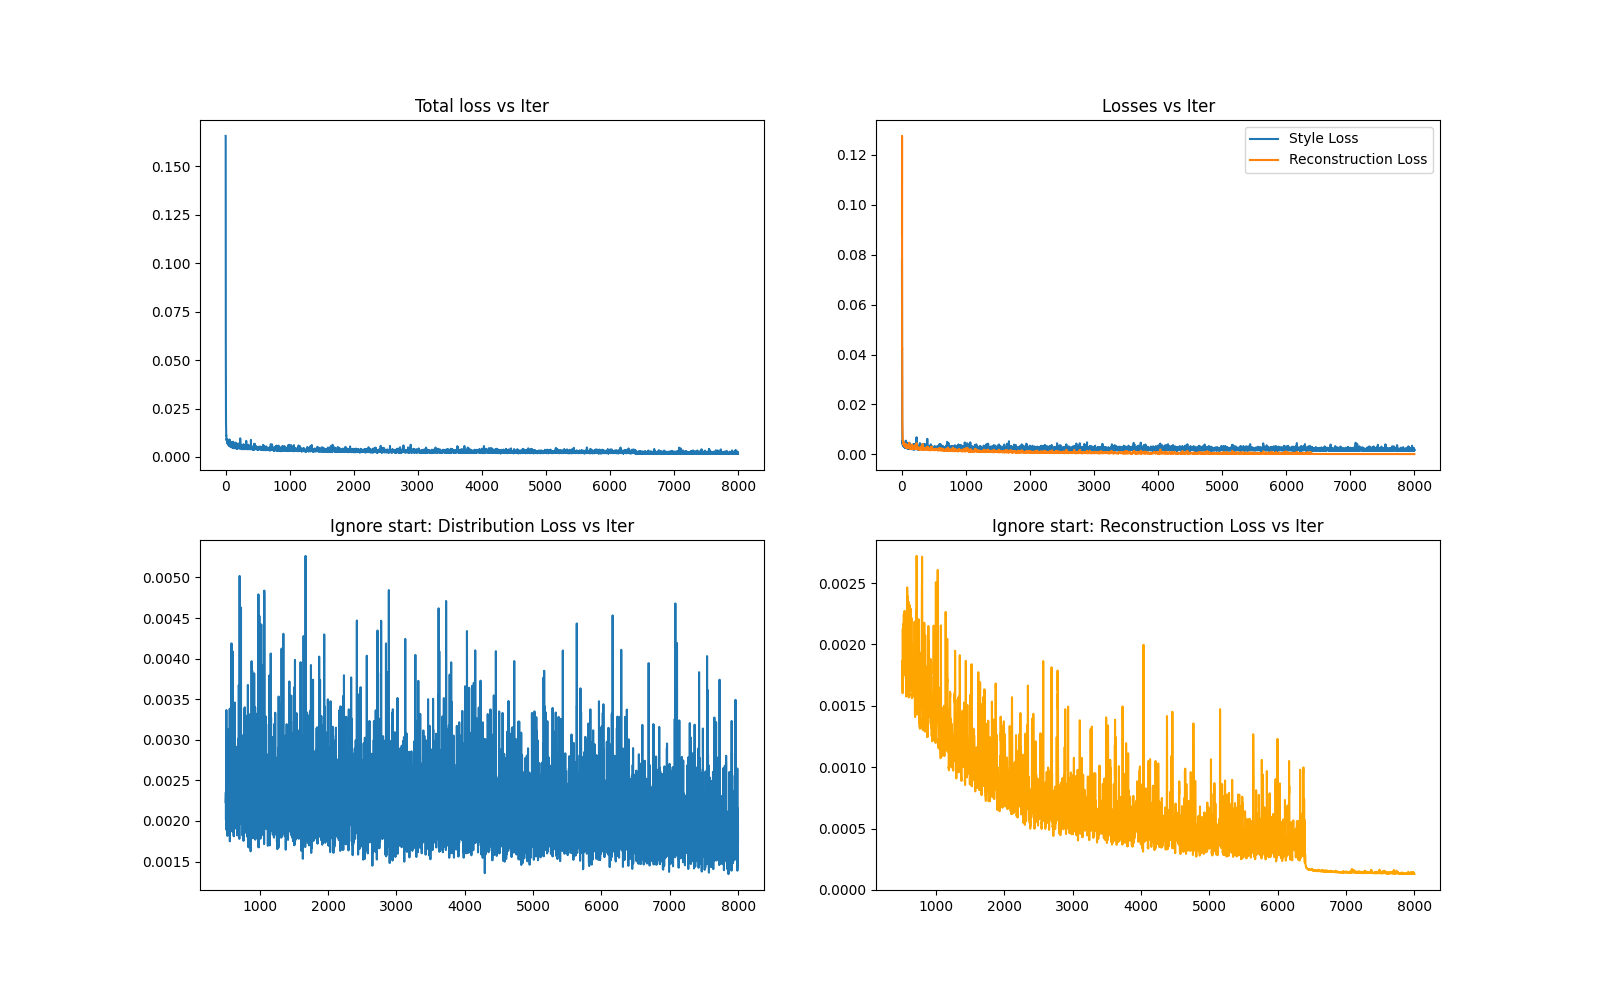 Total loss vs Iter
0.150
0.125
0.100
0.075
0.050
0.025
0.000
0 1000 2000 3000 4000 5000 6000 7000 8000
Losses vs Iter
Style Loss
Reconstruction Loss
0.12
0.10
0.08
0.06
0.04
0.02
0.00
0 1000 2000 3000 4000 5000 6000 7000 8000
Ignore start: Distribution Loss vs Iter
0.0050
0.0045
0.0040
0.0035
0.0030
0.0025
0.0020
0.0015
1000 2000 3000 4000 5000 6000 7000 8000
Ignore start: Reconstruction Loss vs Iter
0.0025
0.0020
0.0015
0.0010
0.0005
0.0000
1000 2000 3000 4000 5000 6000 7000 8000